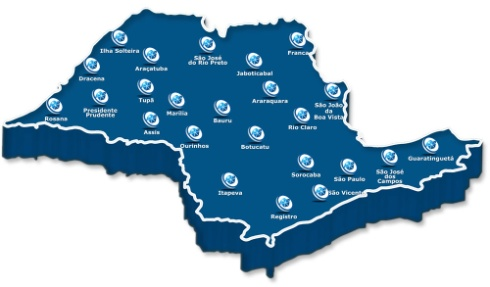 Ilha Solteira
Franca
São José
do Rio Preto
Araçatuba
Jaboticabal
Dracena
Tupã
Araraquara
São João
da
Boa Vista
Presidente
Prudente
Marília
Bauru
Rosana
Rio Claro
Assis
Ourinhos
Botucatu
Guaratinguetá
Sorocaba
São Paulo
São José
dos
Campos
Itapeva
São Vicente
Registro